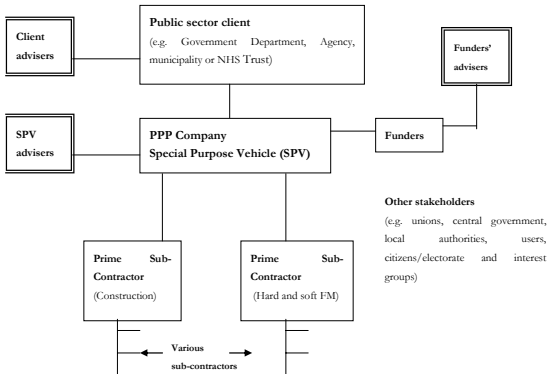 Public sector client
(e.g. Government Department, Agency,
municipality or NHS Trust)
Client
advisers
Funders'
advisers
SPV
advisers
PPP Company
Special Purpose Vehicle (SPV)
Funders
Other stakeholders
(e.g. unions, central government,
local authorities, users,
citizens/electorate and interest
groups)
Prime Sub-
Contractor
(Construction)
Prime Sub-
Contractor
(Hard and soft FM)
Various
sub-contractors